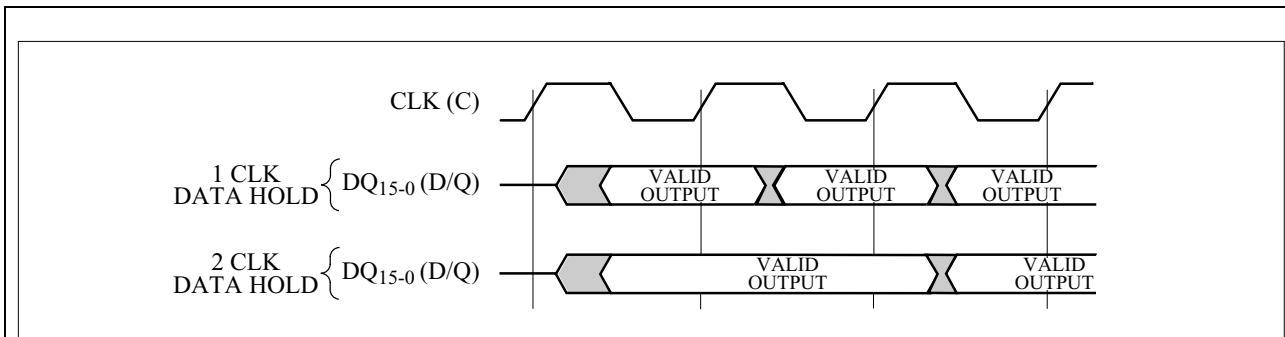 CLK (C)
1 CLK
DATA HOLD
DQ15-0 (D/Q)
VALID
OUTPUT
VALID
OUTPUT
VALID
OUTPUT
2 CLK
DATA HOLD
DQ15-0 (D/Q)
VALID
OUTPUT
VALID
OUTPUT